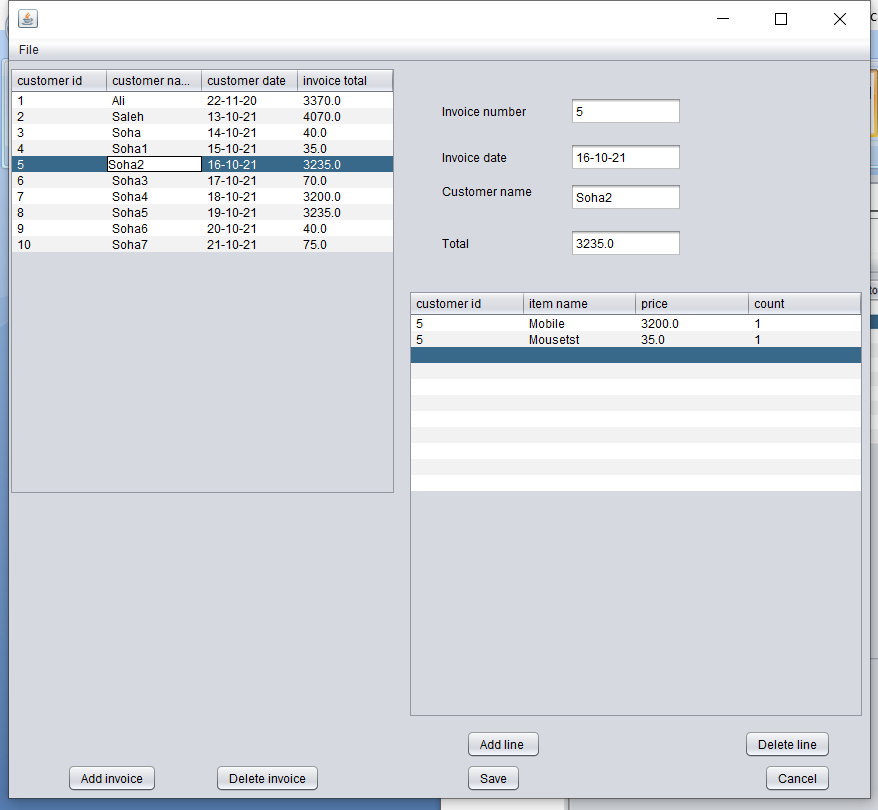 File
customer id customer na... customer date invoice total
1 Ali 22-11-20 3370.0
2 Saleh 13-10-21 4070.0
3 Soha 14-10-21 40.0
4 Soha1 15-10-21 35.0
5 Soha2 16-10-21 3235.0
6 Soha3 17-10-21 70.0
7 Soha4 18-10-21 3200.0
8 Soha5 19-10-21 3235.0
9 Soha6 20-10-21 40.0
10 Soha7 21-10-21 75.0
Invoice number 5
Invoice date 16-10-21
Customer name Soha2
Total 3235.0
customer id item name price count
5 Mobile 3200.0 1
5 Mousetst 35.0 1
Add line Delete line
Add invoice Delete invoice Save Cancel